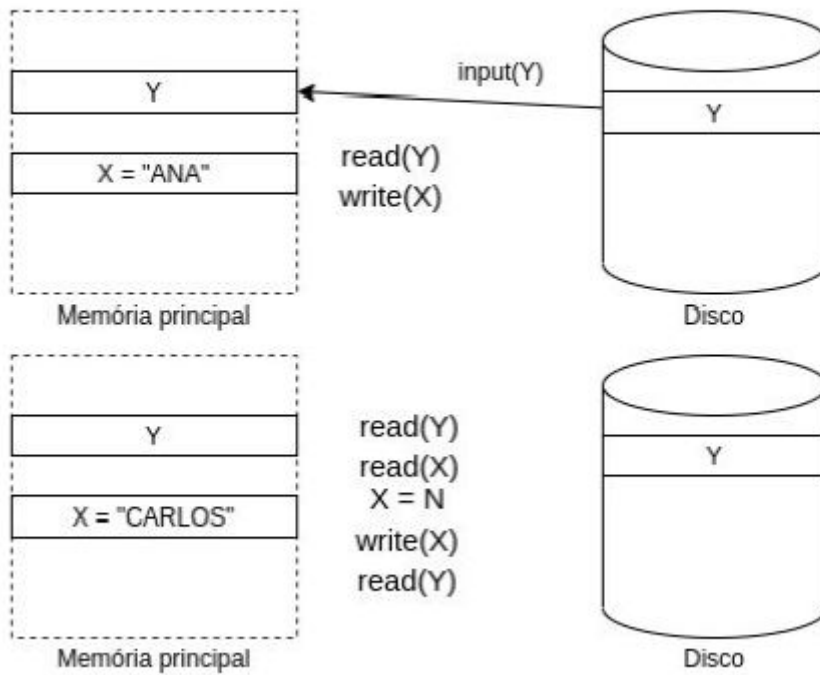 input(Y)
Y
Y
read(Y)
X = "ANA"
write(X)
Memória principal
Disco
Y
read(Y)
Y
read(X)
X = N
X = "CARLOS"
write(X)
read(Y)
Memória principal
Disco